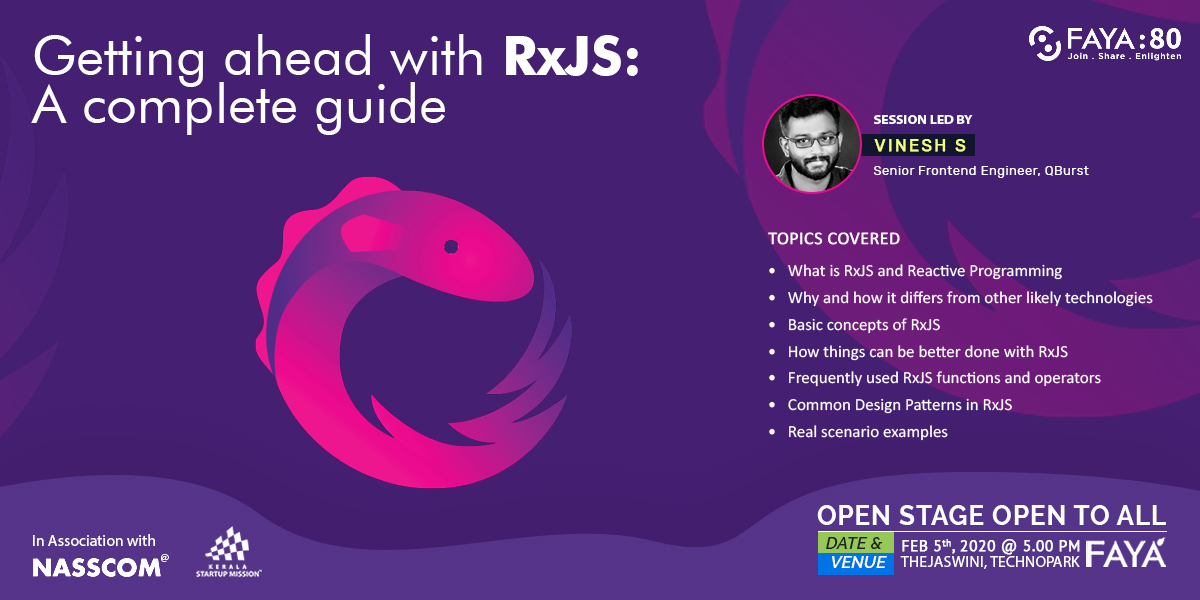 Getting ahead with RxJS:
A complete guide
FAYA:80
Join . Share . Enlighten
SESSION LED BY
VINESH S
Senior Frontend Engineer, QBurst
TOPICS COVERED
• What is RxJS and Reactive Programming
• Why and how it differs from other likely technologies
• Basic concepts of RxJS
• How things can be better done with RxJS
• Frequently used RxJS functions and operators
• Common Design Patterns in RxJS
• Real scenario examples
In Association with
NASSCOM@
KERALA
STARTUP MISSION™
OPEN STAGE OPEN TO ALL
DATE &
VENUE
FEB 5th, 2020 @ 5.00 PM
THEJASWINI, TECHNOPARK
FAYA